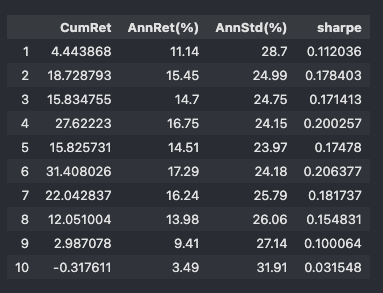 CumRet AnnRet(%) AnnStd(%) sharpe
1 4.443868 11.14 28.7 0.112036
2 18.728793 15.45 24.99 0.178403
3 15.834755 14.7 24.75 0.171413
4 27.62223 16.75 24.15 0.200257
5 15.825731 14.51 23.97 0.17478
6 31.408026 17.29 24.18 0.206377
7 22.042837 16.24 25.79 0.181737
8 12.051004 13.98 26.06 0.154831
9 2.987078 9.41 27.14 0.100064
10 -0.317611 3.49 31.91 0.031548